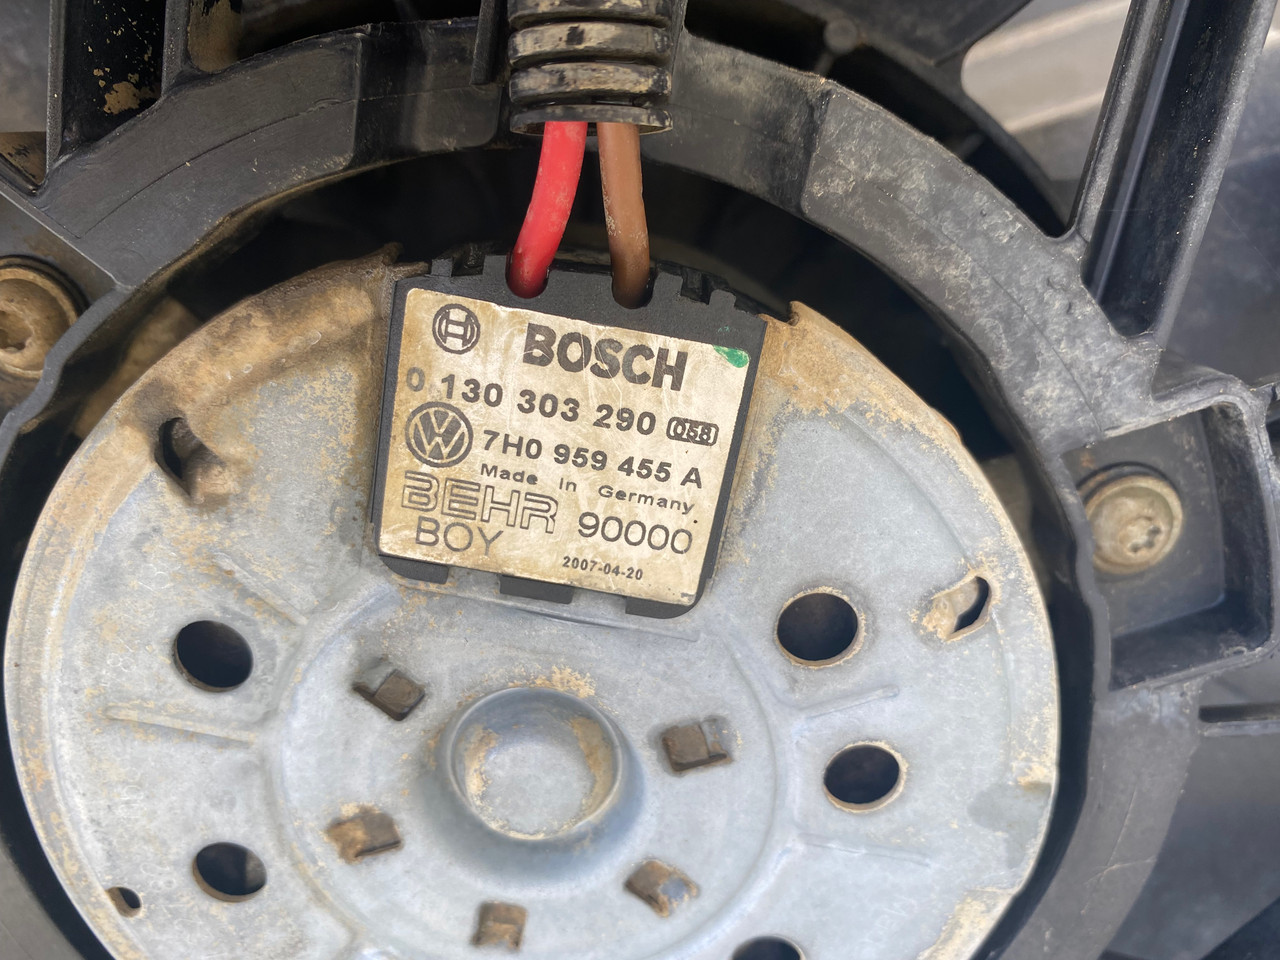 BOSCH
0 130 303 290 058
7H0 959 455 A
Made in Germany
BEHR 90000
BOY
2007-04-20